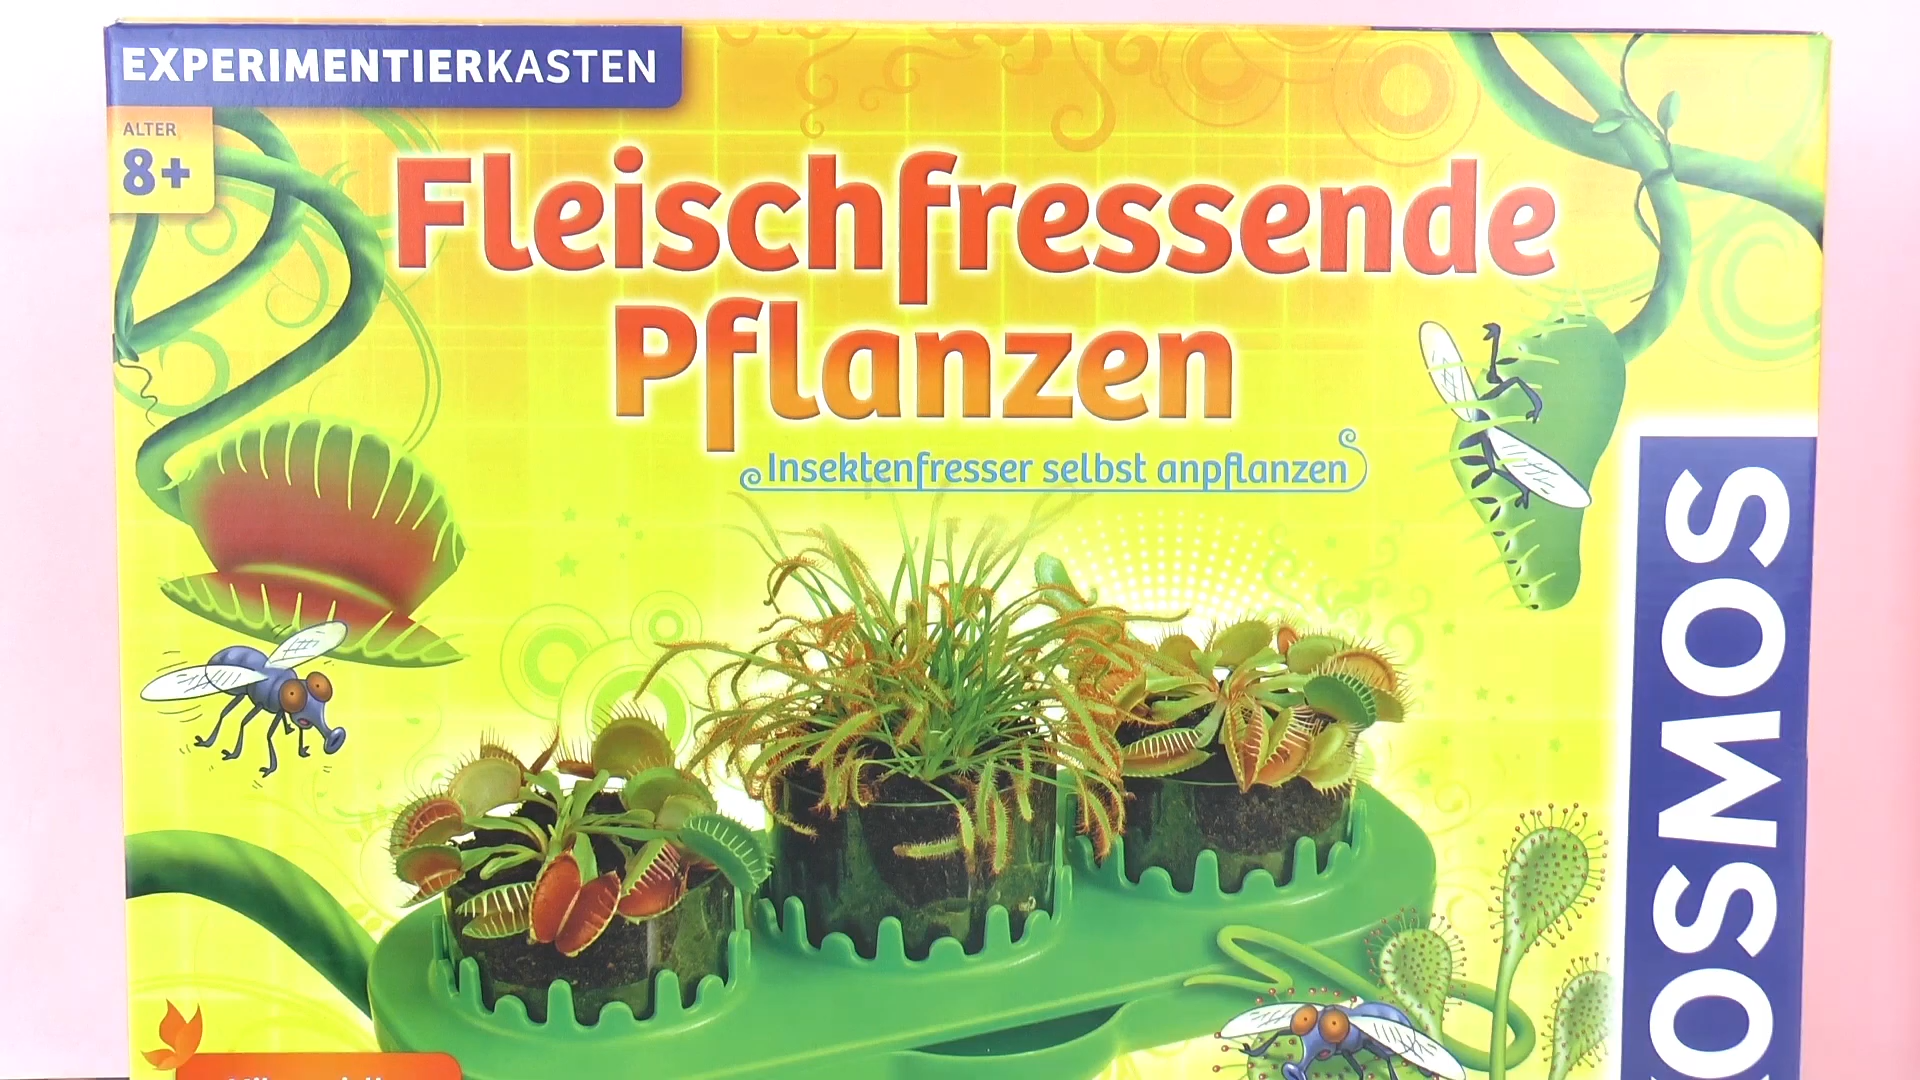 EXPERIMENTIERKASTEN
ALTER
8+
Fleischfressende
Pflanzen
Insektenfresser selbst anpflanzen
KOSMOS